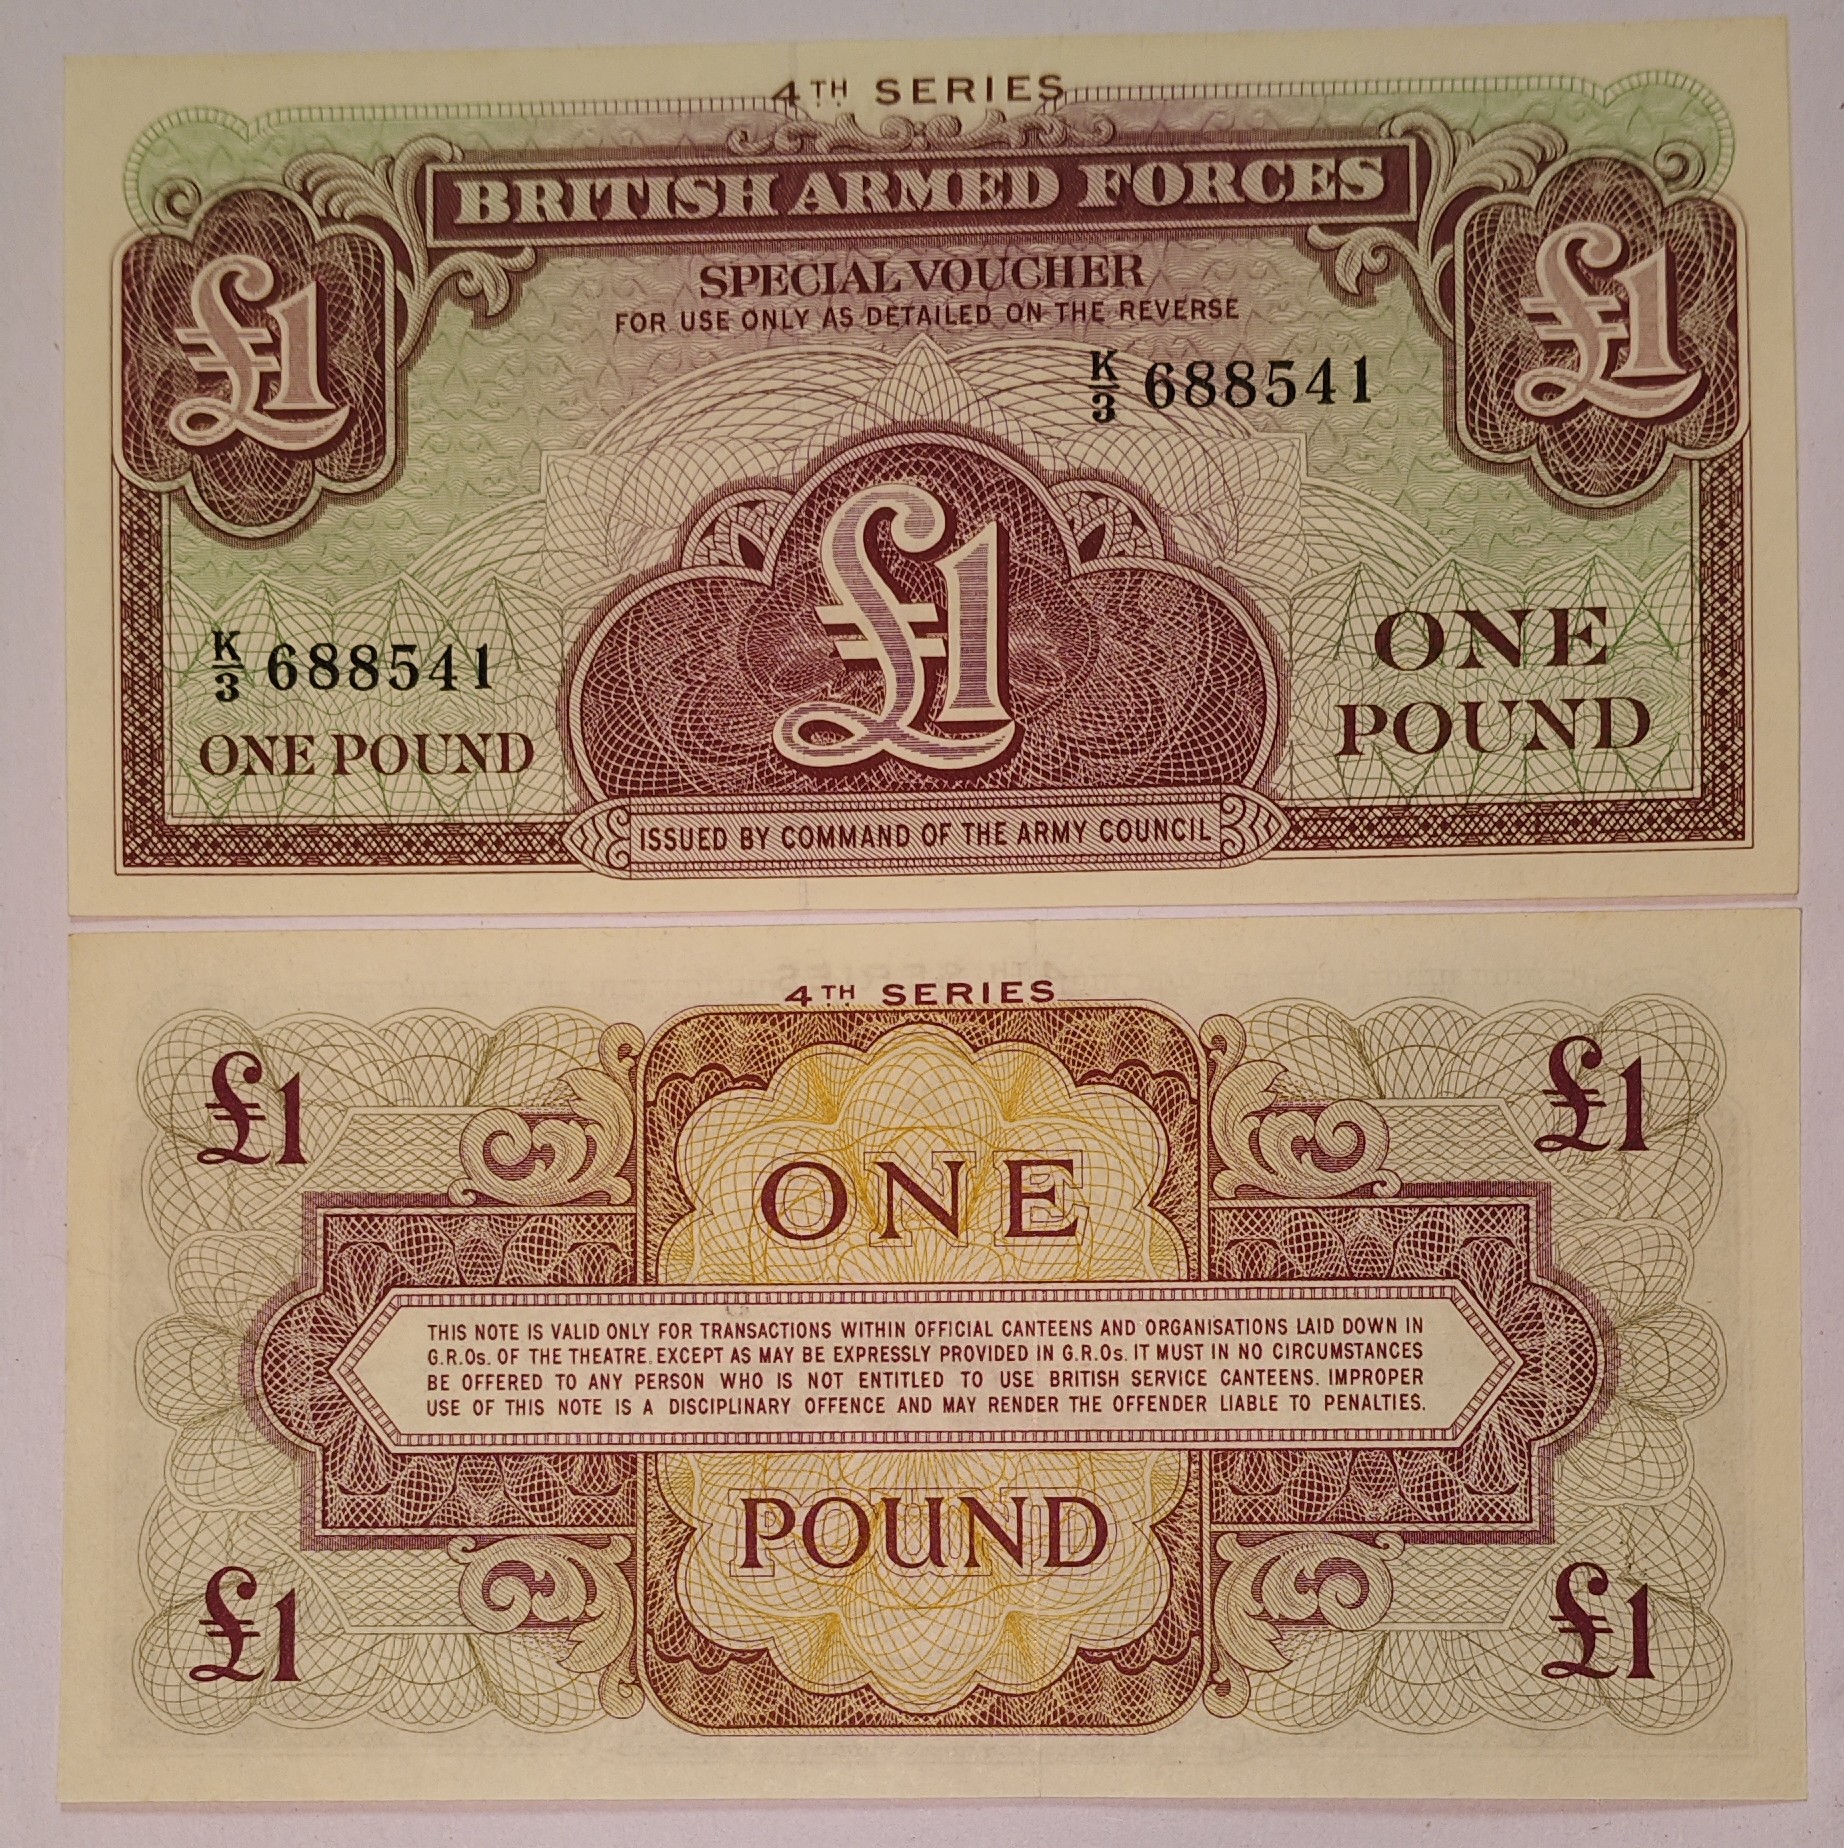 4TH SERIES
BRITISH ARMED FORCES
£1
£1
SPECIAL VOUCHER
FOR USE ONLY AS DETAILED ON THE REVERSE
K/3 688541
£1
K/3 688541
ONE POUND
ONE
POUND
ISSUED BY COMMAND OF THE ARMY COUNCIL
4TH SERIES
£1
£1
ONE
THIS NOTE IS VALID ONLY FOR TRANSACTIONS WITHIN OFFICIAL CANTEENS AND ORGANISATIONS LAID DOWN IN
G.R.Os. OF THE THEATRE. EXCEPT AS MAY BE EXPRESSLY PROVIDED IN G.R.Os. IT MUST IN NO CIRCUMSTANCES
BE OFFERED TO ANY PERSON WHO IS NOT ENTITLED TO USE BRITISH SERVICE CANTEENS. IMPROPER
USE OF THIS NOTE IS A DISCIPLINARY OFFENCE AND MAY RENDER THE OFFENDER LIABLE TO PENALTIES.
POUND
£1
£1